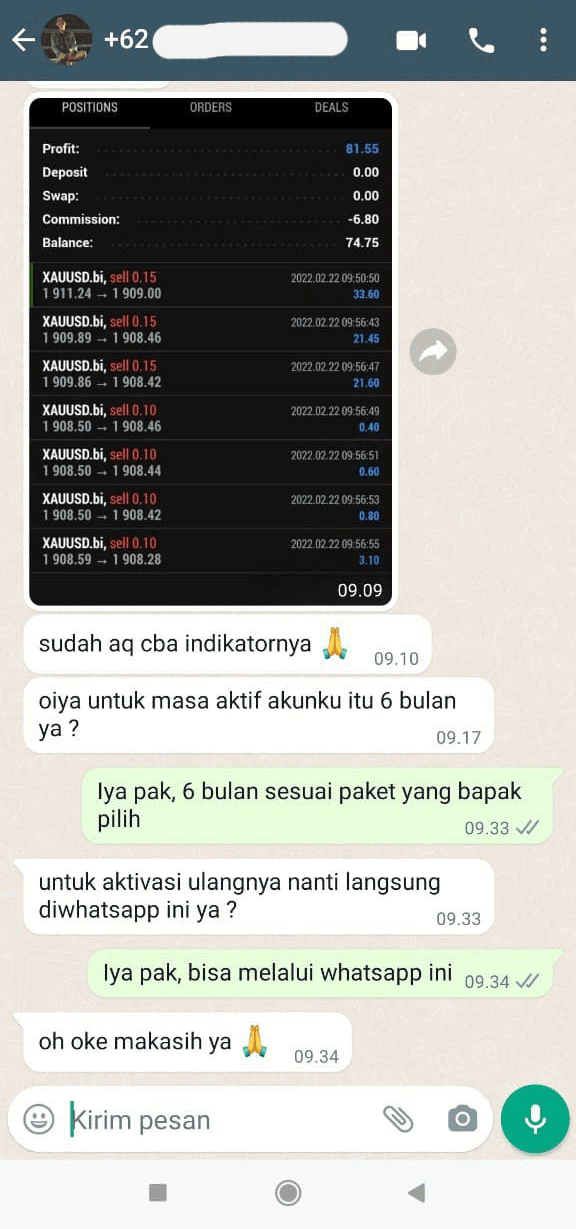 +62
POSITIONS ORDERS DEALS
Profit: 81.55
Deposit 0.00
Swap: 0.00
Commission: -6.80
Balance: 74.75
XAUUSD.bi, sell 0.15 2022.02.22 09:50:50
1 911.24 → 1 909.00 33.60
XAUUSD.bi, sell 0.15 2022.02.22 09:56:43
1 909.89 → 1 908.46 21.45
XAUUSD.bi, sell 0.15 2022.02.22 09:56:47
1 909.86 → 1 908.42 21.60
XAUUSD.bi, sell 0.10 2022.02.22 09:56:49
1 908.50 → 1 908.46 0.40
XAUUSD.bi, sell 0.10 2022.02.22 09:56:51
1 908.50 → 1 908.44 0.60
XAUUSD.bi, sell 0.10 2022.02.22 09:56:53
1 908.50 → 1 908.42 0.80
XAUUSD.bi, sell 0.10 2022.02.22 09:56:55
1 908.59 → 1 908.28 3.10
09.09
sudah aq cba indikatornya 🙏 09.10
oiya untuk masa aktif akunku itu 6 bulan
ya ? 09.17
Iya pak, 6 bulan sesuai paket yang bapak
pilih 09.33
untuk aktivasi ulangnya nanti langsung
diwhatsapp ini ya ? 09.33
Iya pak, bisa melalui whatsapp ini 09.34
oh oke makasih ya 🙏 09.34
Kirim pesan